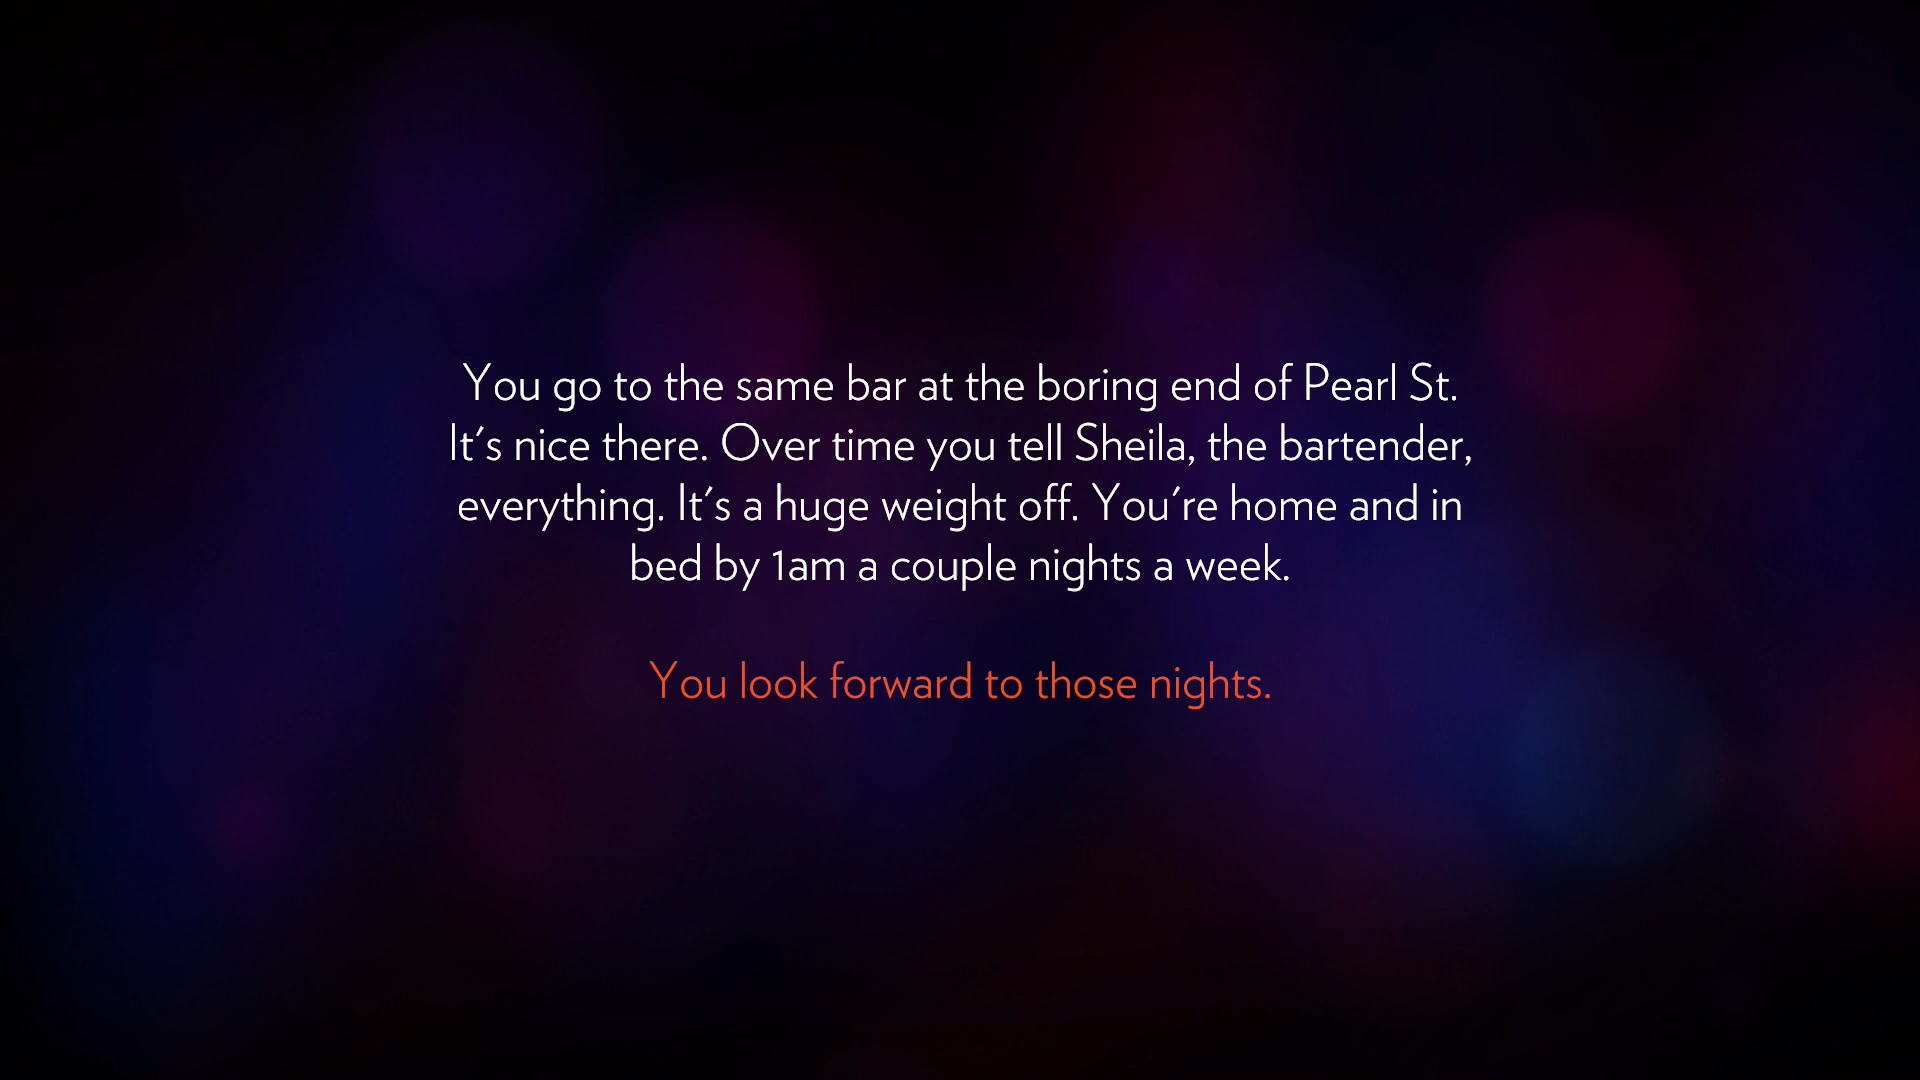 You go to the same bar at the boring end of Pearl St.
It's nice there. Over time you tell Sheila, the bartender,
everything. It's a huge weight off. You're home and in
bed by 1am a couple nights a week.
You look forward to those nights.